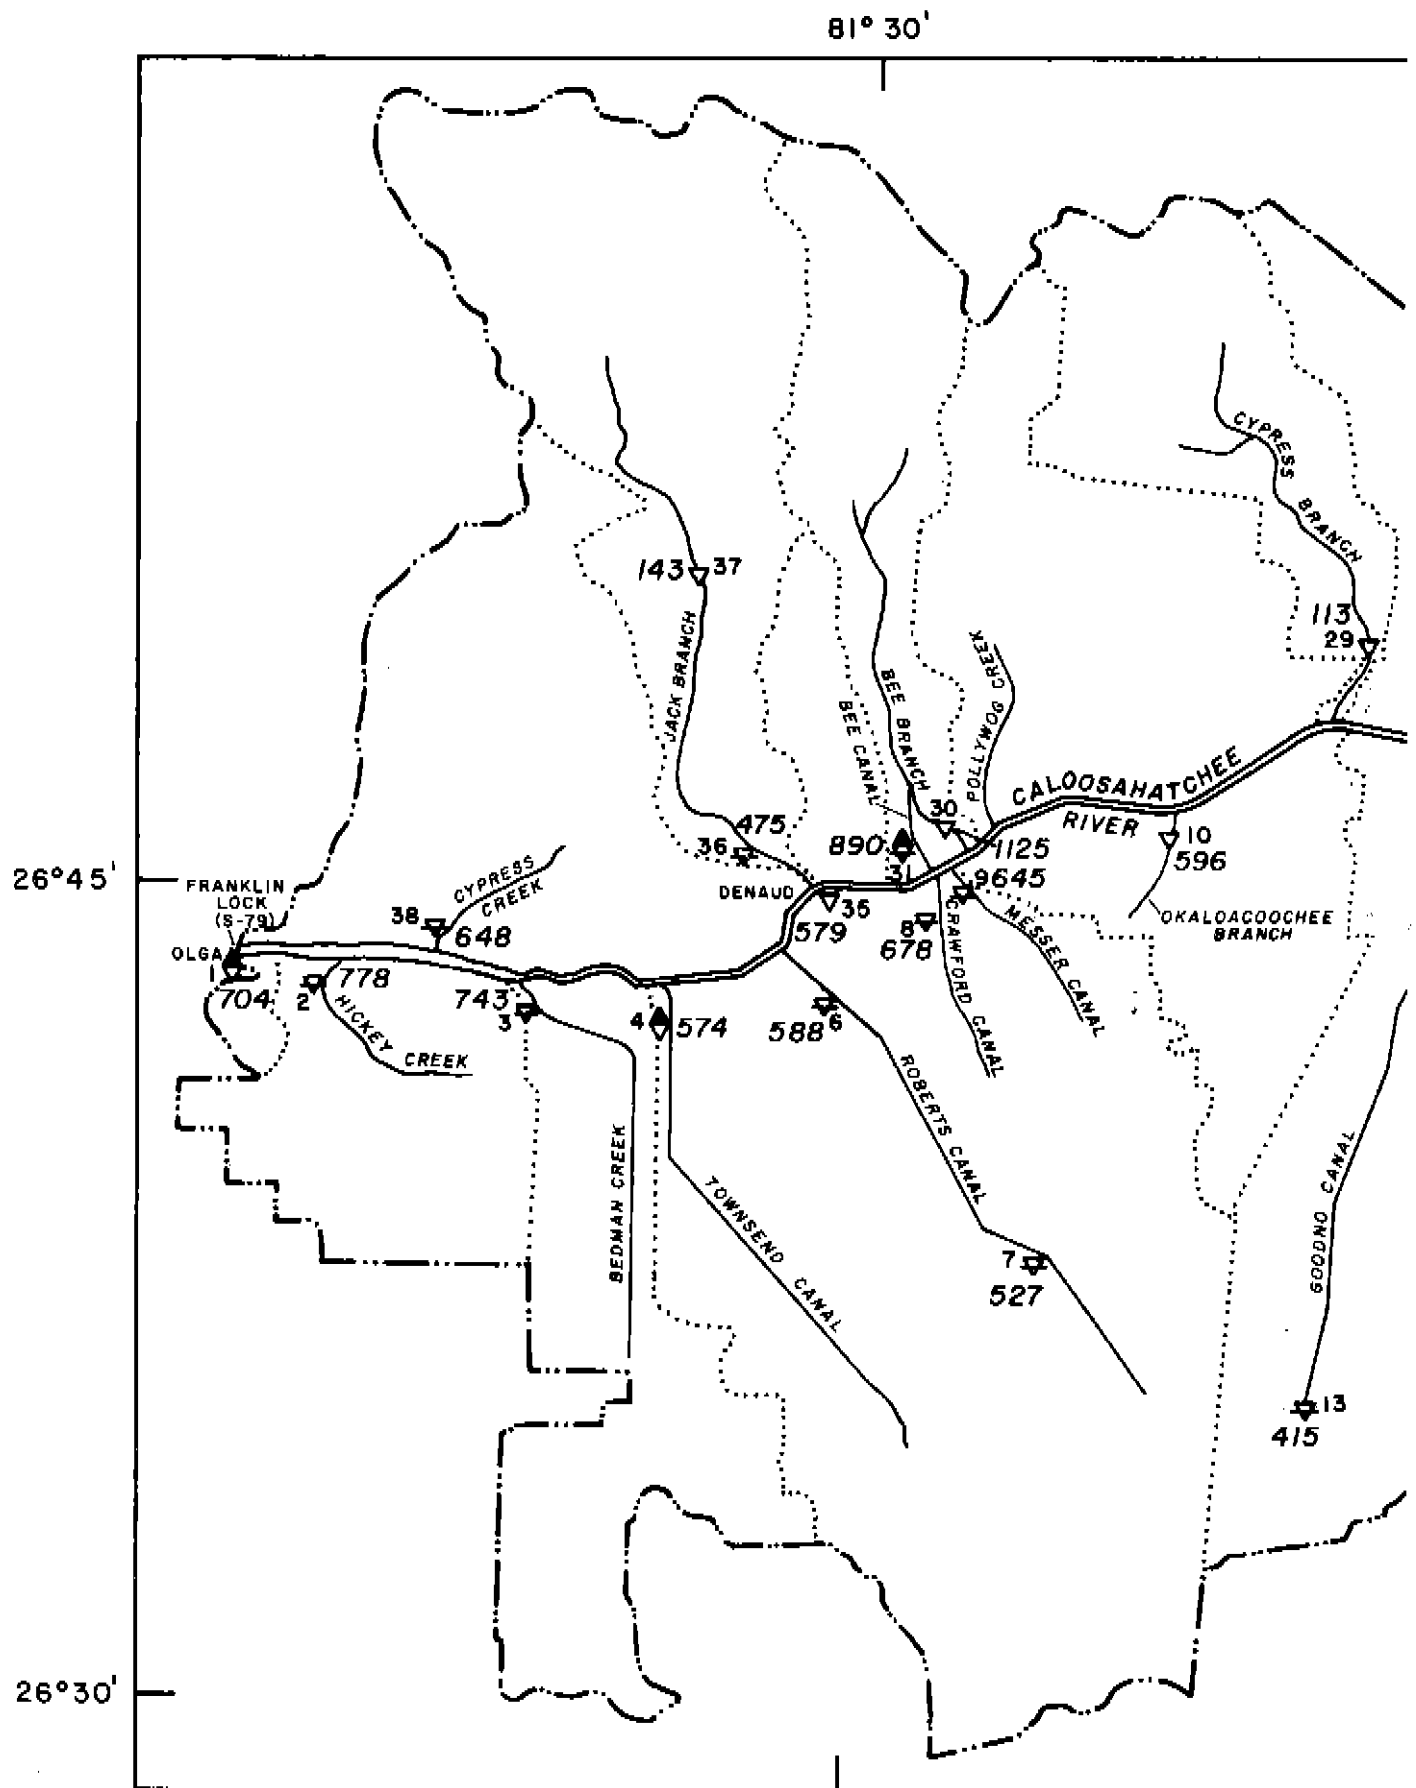 81° 30'
CYPRESS BRANCH
143
37
113
29
JACK BRANCH
BEE BRANCH
BEE CANAL
POLLYWOG CREEK
CALOOSAHATCHEE
RIVER
30
475
36
890
31
1125
10
596
26°45'
FRANKLIN
LOCK
(S-79)
CYPRESS
CREEK
DENAUD
35
579
9
645
8
678
MESSER CANAL
OKALOACOOCHEE
BRANCH
38
648
CRAWFORD CANAL
OLGA
1
704
778
2
HICKEY
CREEK
743
3
4
574
588
6
ROBERTS CANAL
BEDMAN CREEK
TOWNSEND CANAL
GOODNO CANAL
7
527
13
415
26°30'